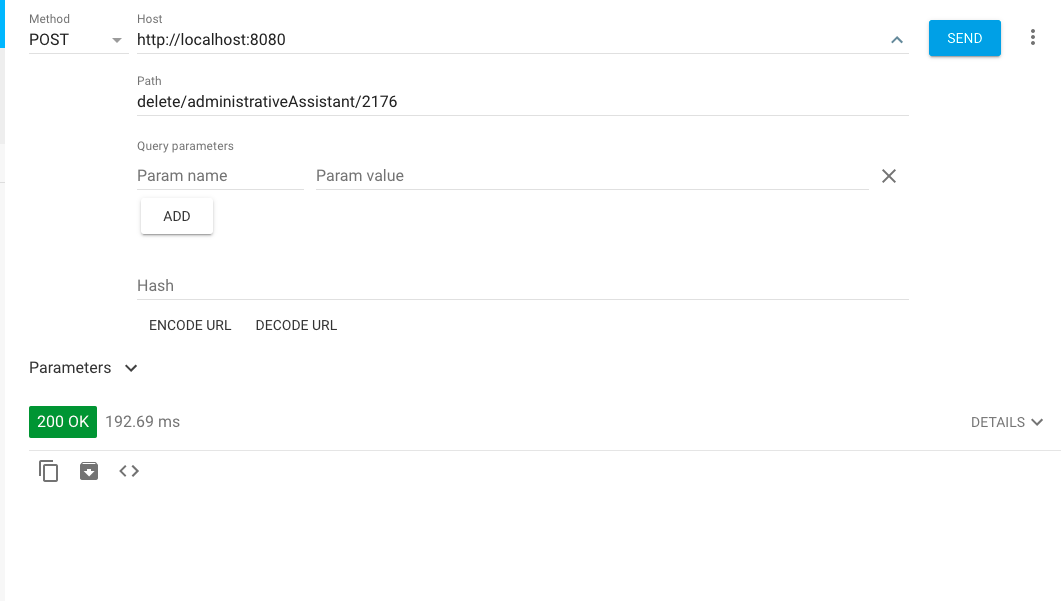 Method
POST
Host
http://localhost:8080
SEND
Path
delete/administrativeAssistant/2176
Query parameters
Param name
Param value
ADD
Hash
ENCODE URL
DECODE URL
Parameters
200 OK
192.69 ms
DETAILS